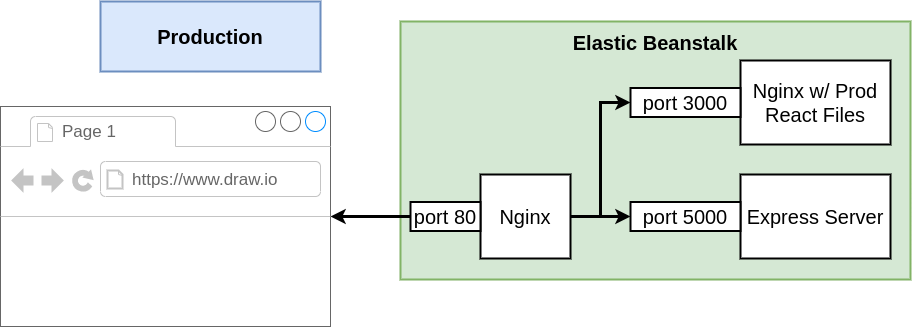 Production
Elastic Beanstalk
Page 1
https://www.draw.io
port 80
Nginx
port 3000
Nginx w/ Prod
React Files
port 5000
Express Server